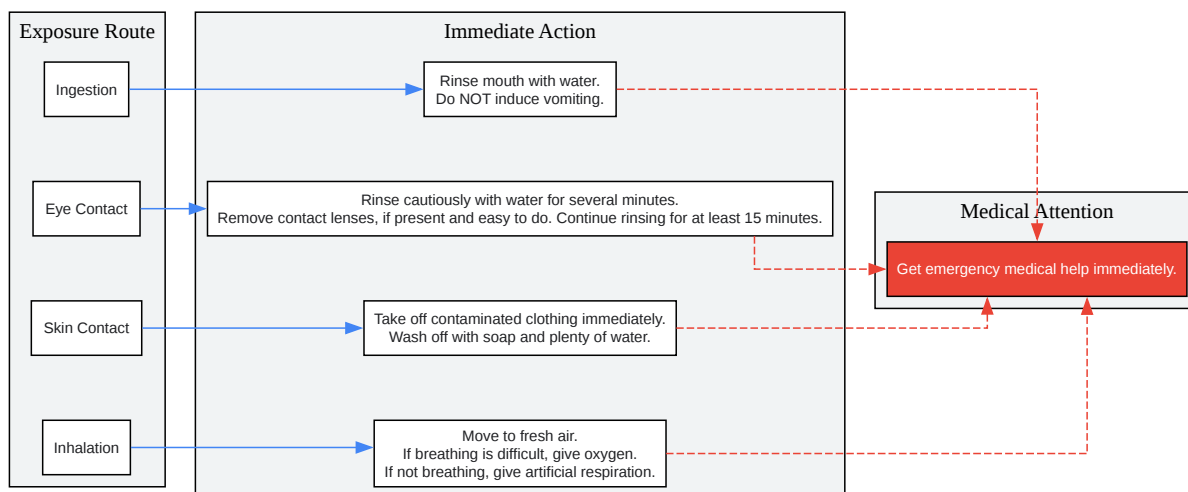 Exposure Route
Immediate Action
Ingestion
Rinse mouth with water.
Do NOT induce vomiting.
Eye Contact
Rinse cautiously with water for several minutes.
Remove contact lenses, if present and easy to do. Continue rinsing for at least 15 minutes.
Medical Attention
Get emergency medical help immediately.
Skin Contact
Take off contaminated clothing immediately.
Wash off with soap and plenty of water.
Inhalation
Move to fresh air.
If breathing is difficult, give oxygen.
If not breathing, give artificial respiration.